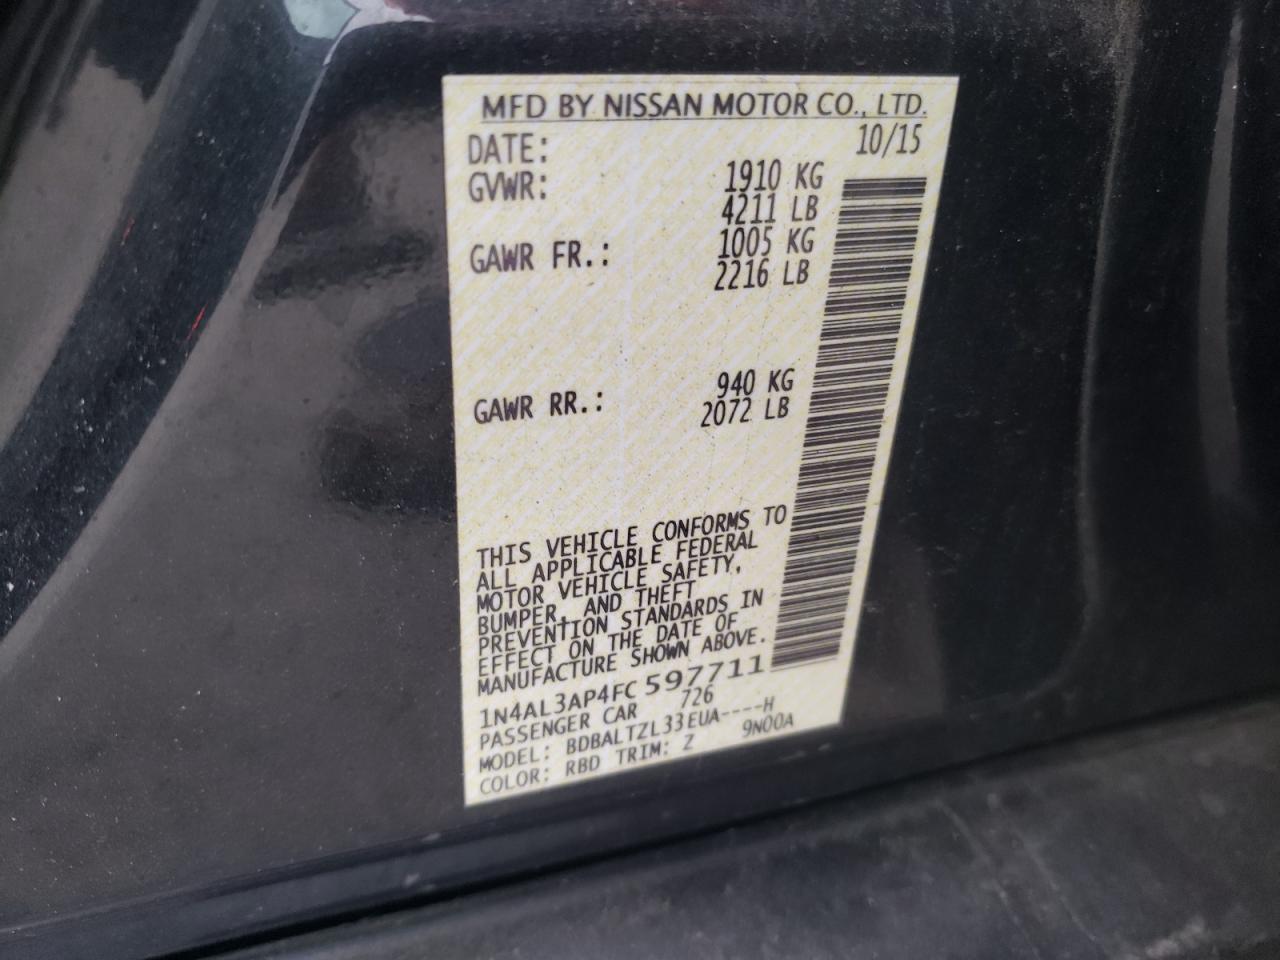 MFD BY NISSAN MOTOR CO., LTD.
DATE: 10/15
GVWR: 1910 KG
4211 LB
GAWR FR.: 1005 KG
2216 LB
GAWR RR.: 940 KG
2072 LB
THIS VEHICLE CONFORMS TO
ALL APPLICABLE FEDERAL
MOTOR VEHICLE SAFETY,
BUMPER, AND THEFT
PREVENTION STANDARDS IN
EFFECT ON THE DATE OF
MANUFACTURE SHOWN ABOVE.
1N4AL3AP4FC597711
PASSENGER CAR 726
MODEL: BDBALTZL33EUA----H
COLOR: RBD TRIM: Z 9N00A